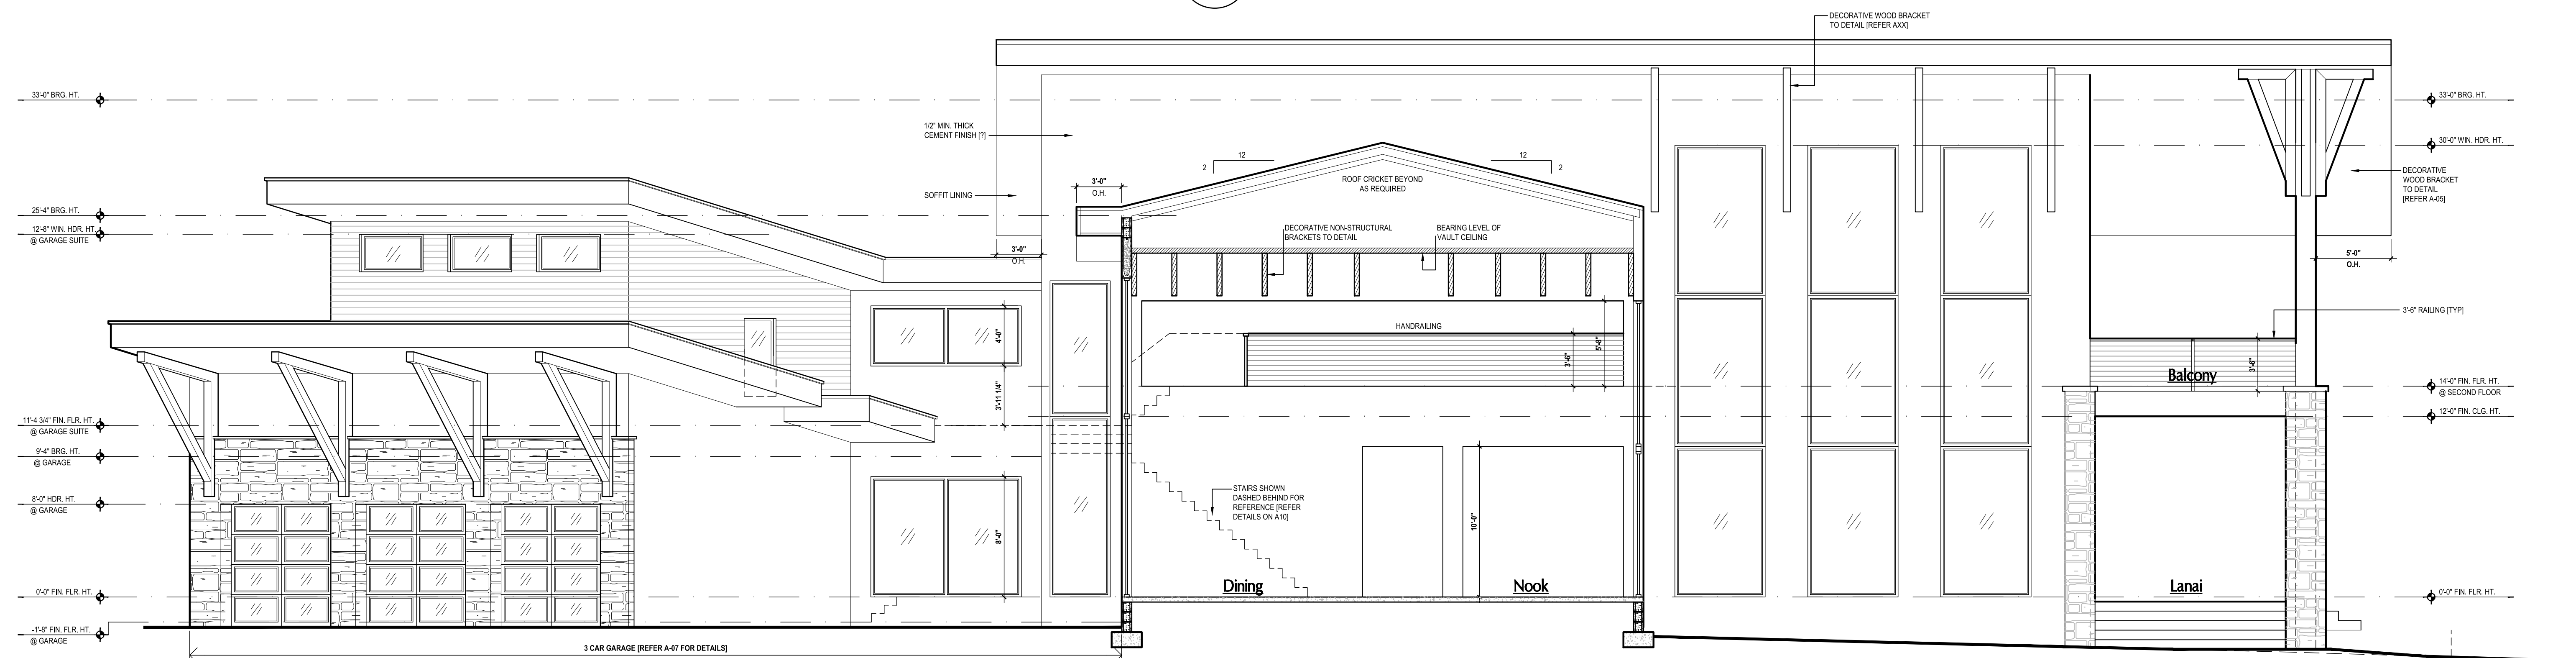 DECORATIVE WOOD BRACKET
TO DETAIL [REFER AXX]
33'-0" BRG. HT.
33'-0" BRG. HT.
1/2" MIN. THICK
CEMENT FINISH [?]
30'-0" WIN. HDR. HT.
12
2
12
2
ROOF CRICKET BEYOND
AS REQUIRED
DECORATIVE
WOOD BRACKET
TO DETAIL
[REFER A-05]
3'-0"
O.H.
SOFFIT LINING
25'-4" BRG. HT.
12'-8" WIN. HDR. HT.
@ GARAGE SUITE
DECORATIVE NON-STRUCTURAL
BRACKETS TO DETAIL
BEARING LEVEL OF
VAULT CEILING
3'-0"
O.H.
5'-0"
O.H.
3'-6" RAILING [TYP]
HANDRAILING
4'-0"
5'-8"
3'-6"
3'-6"
Balcony
14'-0" FIN. FLR. HT.
@ SECOND FLOOR
3'-11 1/4"
12'-0" FIN. CLG. HT.
11'-4 3/4" FIN. FLR. HT.
@ GARAGE SUITE
9'-4" BRG. HT.
@ GARAGE
8'-0" HDR. HT.
@ GARAGE
STAIRS SHOWN
DASHED BEHIND FOR
REFERENCE [REFER
DETAILS ON A10]
10'-0"
8'-0"
Dining
Nook
Lanai
0'-0" FIN. FLR. HT.
0'-0" FIN. FLR. HT.
-1'-8" FIN. FLR. HT.
@ GARAGE
3 CAR GARAGE [REFER A-07 FOR DETAILS]